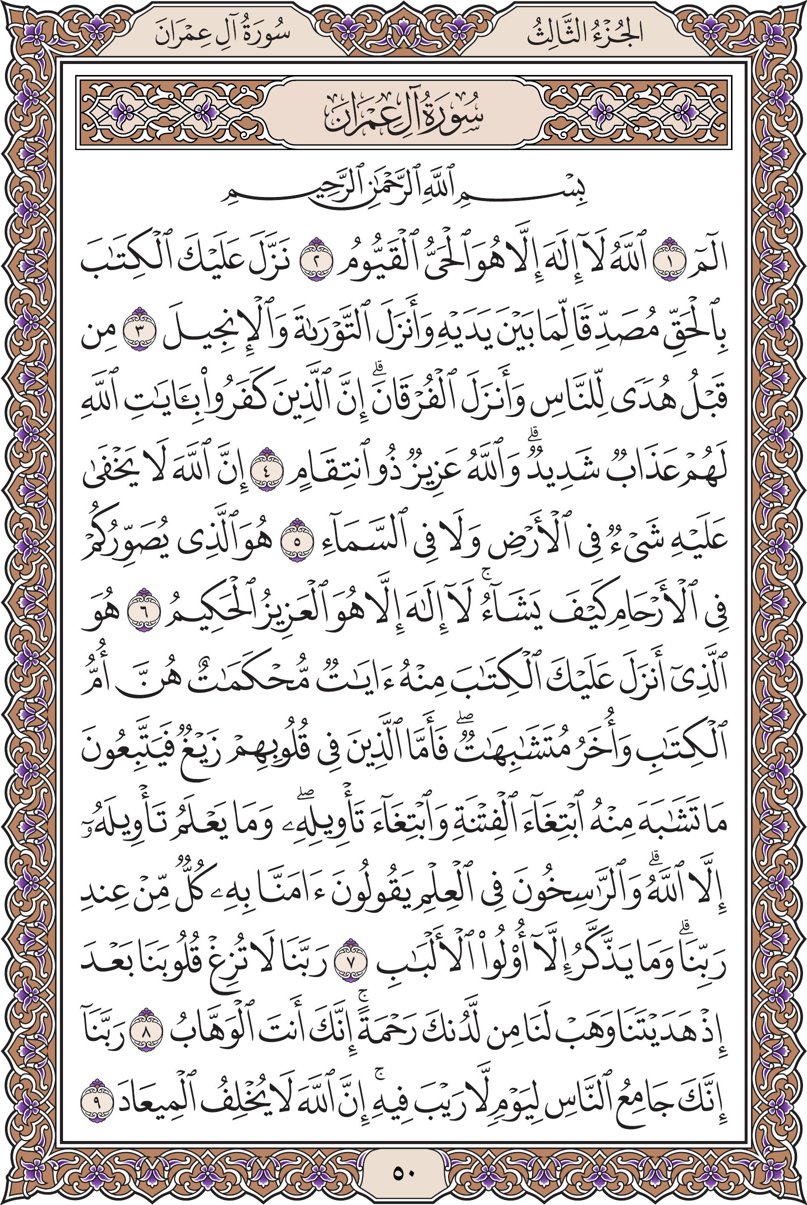 الجُزْءُ الثَّالِثُ
سُورَةُ آلِ عِمْرَانَ
سُورَةُ آلِ عِمْرَانَ
بِسْمِ ٱللَّهِ ٱلرَّحْمَٰنِ ٱلرَّحِيمِ
الٓمٓ ١ ٱللَّهُ لَآ إِلَٰهَ إِلَّا هُوَ ٱلْحَىُّ ٱلْقَيُّومُ ٢ نَزَّلَ عَلَيْكَ ٱلْكِتَٰبَ
بِٱلْحَقِّ مُصَدِّقًا لِّمَا بَيْنَ يَدَيْهِ وَأَنزَلَ ٱلتَّوْرَىٰةَ وَٱلْإِنجِيلَ ٣ مِن
قَبْلُ هُدًى لِّلنَّاسِ وَأَنزَلَ ٱلْفُرْقَانَۗ إِنَّ ٱلَّذِينَ كَفَرُوا۟ بِـَٔايَٰتِ ٱللَّهِ
لَهُمْ عَذَابٌ شَدِيدٌۗ وَٱللَّهُ عَزِيزٌ ذُو ٱنتِقَامٍ ٤ إِنَّ ٱللَّهَ لَا يَخْفَىٰ
عَلَيْهِ شَىْءٌ فِى ٱلْأَرْضِ وَلَا فِى ٱلسَّمَآءِ ٥ هُوَ ٱلَّذِى يُصَوِّرُكُمْ
فِى ٱلْأَرْحَامِ كَيْفَ يَشَآءُۚ لَآ إِلَٰهَ إِلَّا هُوَ ٱلْعَزِيزُ ٱلْحَكِيمُ ٦ هُوَ
ٱلَّذِىٓ أَنزَلَ عَلَيْكَ ٱلْكِتَٰبَ مِنْهُ ءَايَٰتٌ مُّحْكَمَٰتٌ هُنَّ أُمُّ
ٱلْكِتَٰبِ وَأُخَرُ مُتَشَٰبِهَٰتٌۖ فَأَمَّا ٱلَّذِينَ فِى قُلُوبِهِمْ زَيْغٌ فَيَتَّبِعُونَ
مَا تَشَٰبَهَ مِنْهُ ٱبْتِغَآءَ ٱلْفِتْنَةِ وَٱبْتِغَآءَ تَأْوِيلِهِۦۖ وَمَا يَعْلَمُ تَأْوِيلَهُۥٓ
إِلَّا ٱللَّهُۗ وَٱلرَّٰسِخُونَ فِى ٱلْعِلْمِ يَقُولُونَ ءَامَنَّا بِهِۦ كُلٌّ مِّنْ عِندِ
رَبِّنَاۗ وَمَا يَذَّكَّرُ إِلَّآ أُو۟لُوا۟ ٱلْأَلْبَٰبِ ٧ رَبَّنَا لَا تُزِغْ قُلُوبَنَا بَعْدَ
إِذْ هَدَيْتَنَا وَهَبْ لَنَا مِن لَّدُنكَ رَحْمَةًۚ إِنَّكَ أَنتَ ٱلْوَهَّابُ ٨ رَبَّنَآ
إِنَّكَ جَامِعُ ٱلنَّاسِ لِيَوْمٍ لَّا رَيْبَ فِيهِۚ إِنَّ ٱللَّهَ لَا يُخْلِفُ ٱلْمِيعَادَ ٩
٥٠